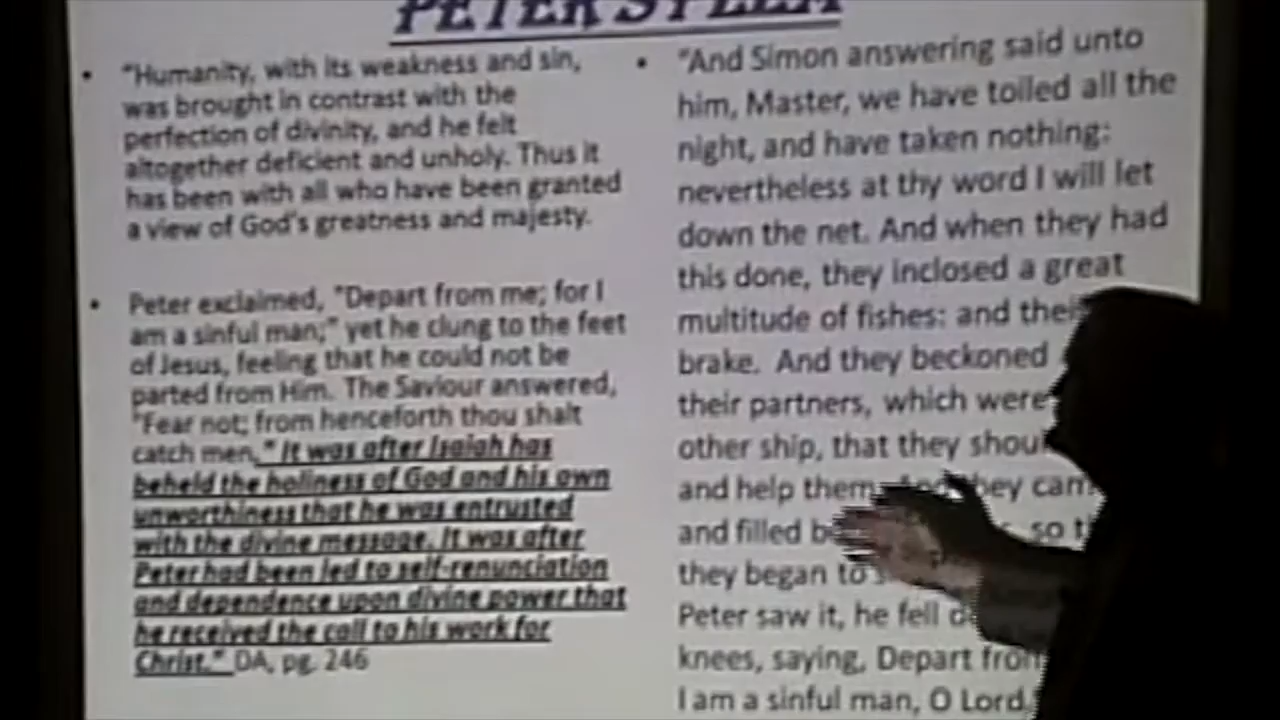 PETER'S PLEA
• "Humanity, with its weakness and sin,
was brought in contrast with the
perfection of divinity, and he felt
altogether deficient and unholy. Thus it
has been with all who have been granted
a view of God's greatness and majesty.
• Peter exclaimed, "Depart from me; for I
am a sinful man;" yet he clung to the feet
of Jesus, feeling that he could not be
parted from Him. The Saviour answered,
"Fear not; from henceforth thou shalt
catch men." It was after Isaiah has
beheld the holiness of God and his own
unworthiness that he was entrusted
with the divine message. It was after
Peter had been led to self-renunciation
and dependence upon divine power that
he received the call to his work for
Christ." DA, pg. 246
• "And Simon answering said unto
him, Master, we have toiled all the
night, and have taken nothing:
nevertheless at thy word I will let
down the net. And when they had
this done, they inclosed a great
multitude of fishes: and their
brake. And they beckoned
their partners, which were
other ship, that they
and help them. And they
and filled
they began to
Peter saw it, he fell
knees, saying, Depart from
I am a sinful man, O Lord.